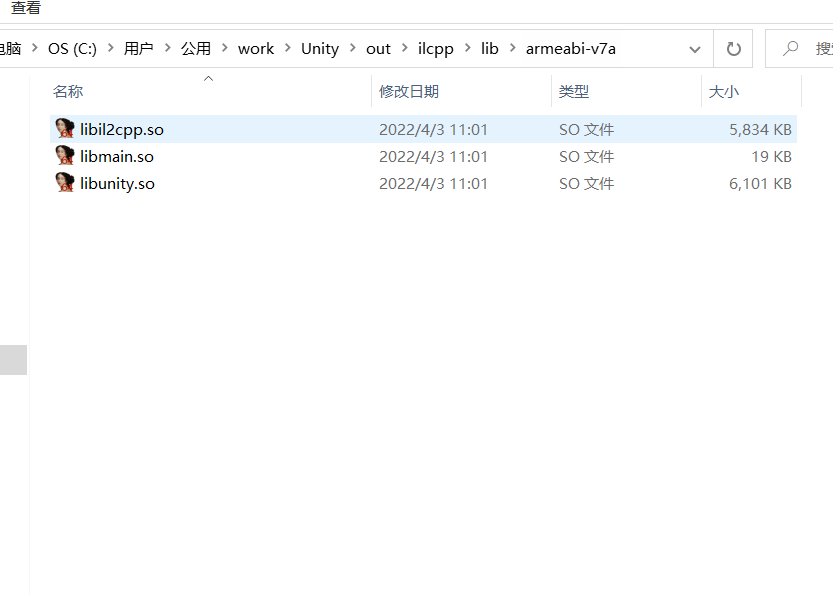 查看
电脑 > OS (C:) > 用户 > 公用 > work > Unity > out > ilcpp > lib > armeabi-v7a
名称 修改日期 类型 大小
libil2cpp.so 2022/4/3 11:01 SO 文件 5,834 KB
libmain.so 2022/4/3 11:01 SO 文件 19 KB
libunity.so 2022/4/3 11:01 SO 文件 6,101 KB